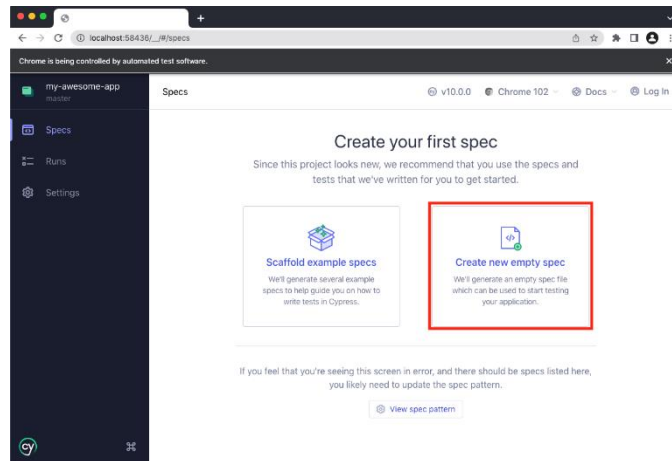 localhost:58436/__/#/specs
Chrome is being controlled by automated test software.
my-awesome-app
master
Specs
v10.0.0
Chrome 102
Docs
Log In
Specs
Runs
Settings
Create your first spec
Since this project looks new, we recommend that you use the specs and
tests that we've written for you to get started.
Scaffold example specs
We'll generate several example
specs to help guide you on how to
write tests in Cypress.
Create new empty spec
We'll generate an empty spec file
which can be used to start testing
your application.
If you feel that you're seeing this screen in error, and there should be specs listed here,
you likely need to update the spec pattern.
View spec pattern
cy